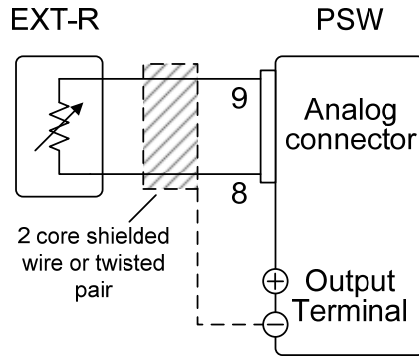 EXT-R
PSW
9
Analog
connector
8
2 core shielded
wire or twisted
pair
+
Output
Terminal
−